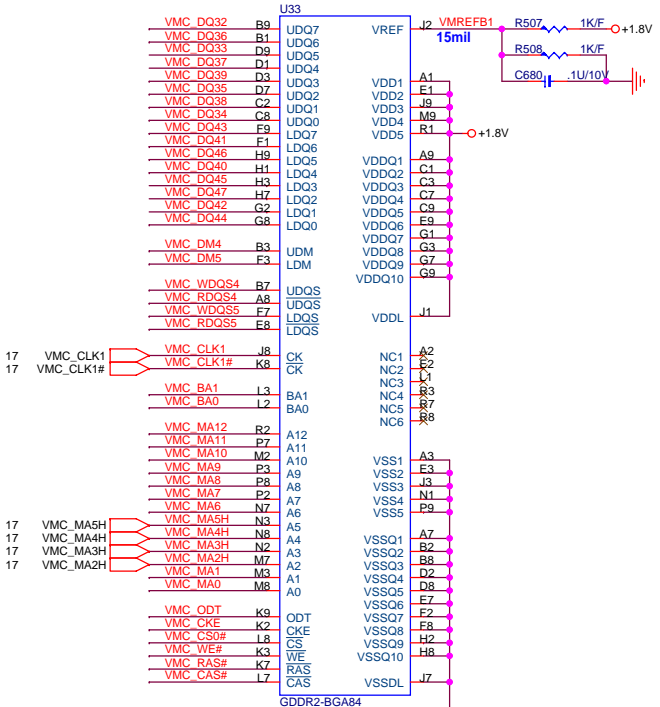 U33
VMC_DQ32 B9 UDQ7 VREF J2 VMREFB1 R507 1K/F +1.8V
VMC_DQ36 B1 UDQ6 15mil
VMC_DQ33 D9 UDQ5 R508 1K/F
VMC_DQ37 D1 UDQ4
VMC_DQ39 D3 UDQ3 VDD1 A1 C680 .1U/10V
VMC_DQ35 D7 UDQ2 VDD2 E1
VMC_DQ38 C2 UDQ1 VDD3 J9
VMC_DQ34 C8 UDQ0 VDD4 M9
VMC_DQ43 F9 LDQ7 VDD5 R1 +1.8V
VMC_DQ41 F1 LDQ6
VMC_DQ46 H9 LDQ5 VDDQ1 A9
VMC_DQ40 H1 LDQ4 VDDQ2 C1
VMC_DQ45 H3 LDQ3 VDDQ3 C3
VMC_DQ47 H7 LDQ2 VDDQ4 C7
VMC_DQ42 G2 LDQ1 VDDQ5 C9
VMC_DQ44 G8 LDQ0 VDDQ6 E9
VDDQ7 G1
VMC_DM4 B3 UDM VDDQ8 G3
VMC_DM5 F3 LDM VDDQ9 G7
VDDQ10 G9
VMC_WDQS4 B7 UDQS
VMC_RDQS4 A8 UDQS
VMC_WDQS5 F7 LDQS VDDL J1
VMC_RDQS5 E8 LDQS
17 VMC_CLK1 VMC_CLK1 J8 CK NC1 A2
17 VMC_CLK1# VMC_CLK1# K8 CK NC2 E2
NC3 L1
VMC_BA1 L3 BA1 NC4 R3
VMC_BA0 L2 BA0 NC5 R7
NC6 R8
VMC_MA12 R2 A12
VMC_MA11 P7 A11
VMC_MA10 M2 A10 VSS1 A3
VMC_MA9 P3 A9 VSS2 E3
VMC_MA8 P8 A8 VSS3 J3
VMC_MA7 P2 A7 VSS4 N1
VMC_MA6 N7 A6 VSS5 P9
17 VMC_MA5H VMC_MA5H N3 A5
17 VMC_MA4H VMC_MA4H N8 A4 VSSQ1 A7
17 VMC_MA3H VMC_MA3H N2 A3 VSSQ2 B2
17 VMC_MA2H VMC_MA2H M7 A2 VSSQ3 B8
VMC_MA1 M3 A1 VSSQ4 D2
VMC_MA0 M8 A0 VSSQ5 D8
VSSQ6 E7
VMC_ODT K9 ODT VSSQ7 F2
VMC_CKE K2 CKE VSSQ8 F8
VMC_CS0# L8 CS VSSQ9 H2
VMC_WE# K3 WE VSSQ10 H8
VMC_RAS# K7 RAS
VMC_CAS# L7 CAS VSSDL J7
GDDR2-BGA84